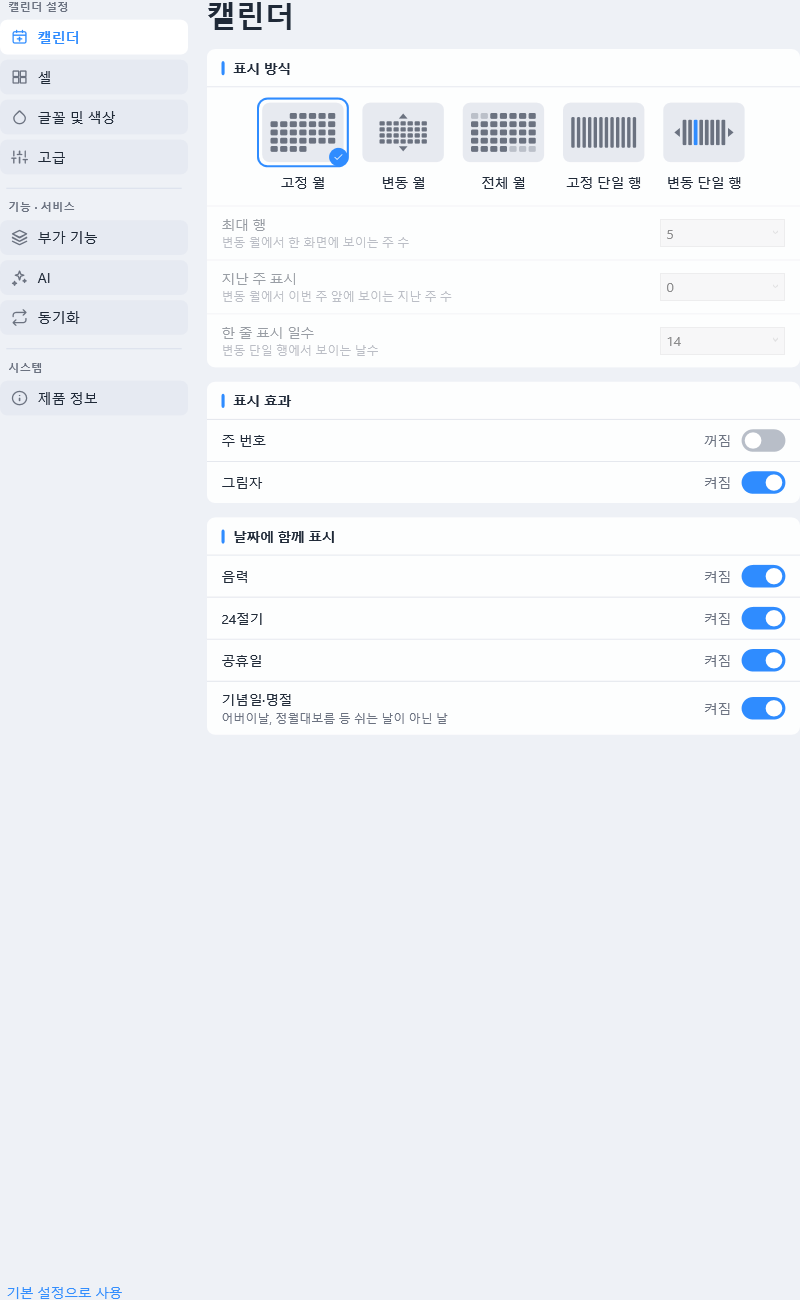 캘린더 설정
캘린더
셀
글꼴 및 색상
고급
기능 · 서비스
부가 기능
AI
동기화
시스템
제품 정보
기본 설정으로 사용
캘린더
표시 방식
고정 월
변동 월
전체 월
고정 단일 행
변동 단일 행
최대 행
변동 월에서 한 화면에 보이는 주 수
5
지난 주 표시
변동 월에서 이번 주 앞에 보이는 지난 주 수
0
한 줄 표시 일수
변동 단일 행에서 보이는 날수
14
표시 효과
주 번호
꺼짐
그림자
켜짐
날짜에 함께 표시
음력
켜짐
24절기
켜짐
공휴일
켜짐
기념일·명절
어버이날, 정월대보름 등 쉬는 날이 아닌 날
켜짐